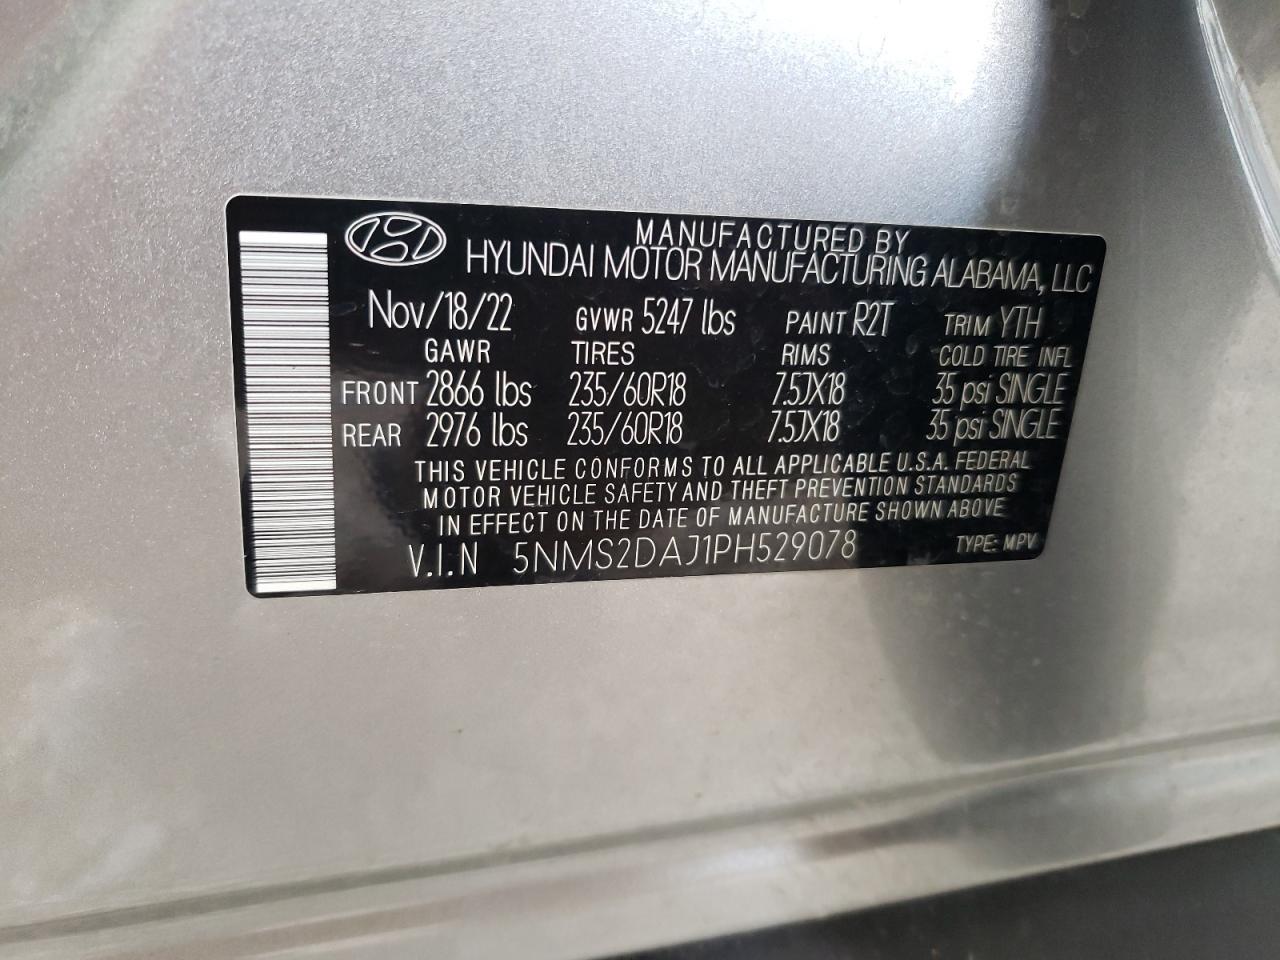 MANUFACTURED BY
HYUNDAI MOTOR MANUFACTURING ALABAMA, LLC
Nov/18/22 GVWR 5247 lbs PAINT R2T TRIM YTH
GAWR TIRES RIMS COLD TIRE INFL
FRONT 2866 lbs 235/60R18 7.5JX18 35 psi SINGLE
REAR 2976 lbs 235/60R18 7.5JX18 35 psi SINGLE
THIS VEHICLE CONFORMS TO ALL APPLICABLE U.S.A. FEDERAL
MOTOR VEHICLE SAFETY AND THEFT PREVENTION STANDARDS
IN EFFECT ON THE DATE OF MANUFACTURE SHOWN ABOVE
V.I.N 5NMS2DAJ1PH529078 TYPE: MPV